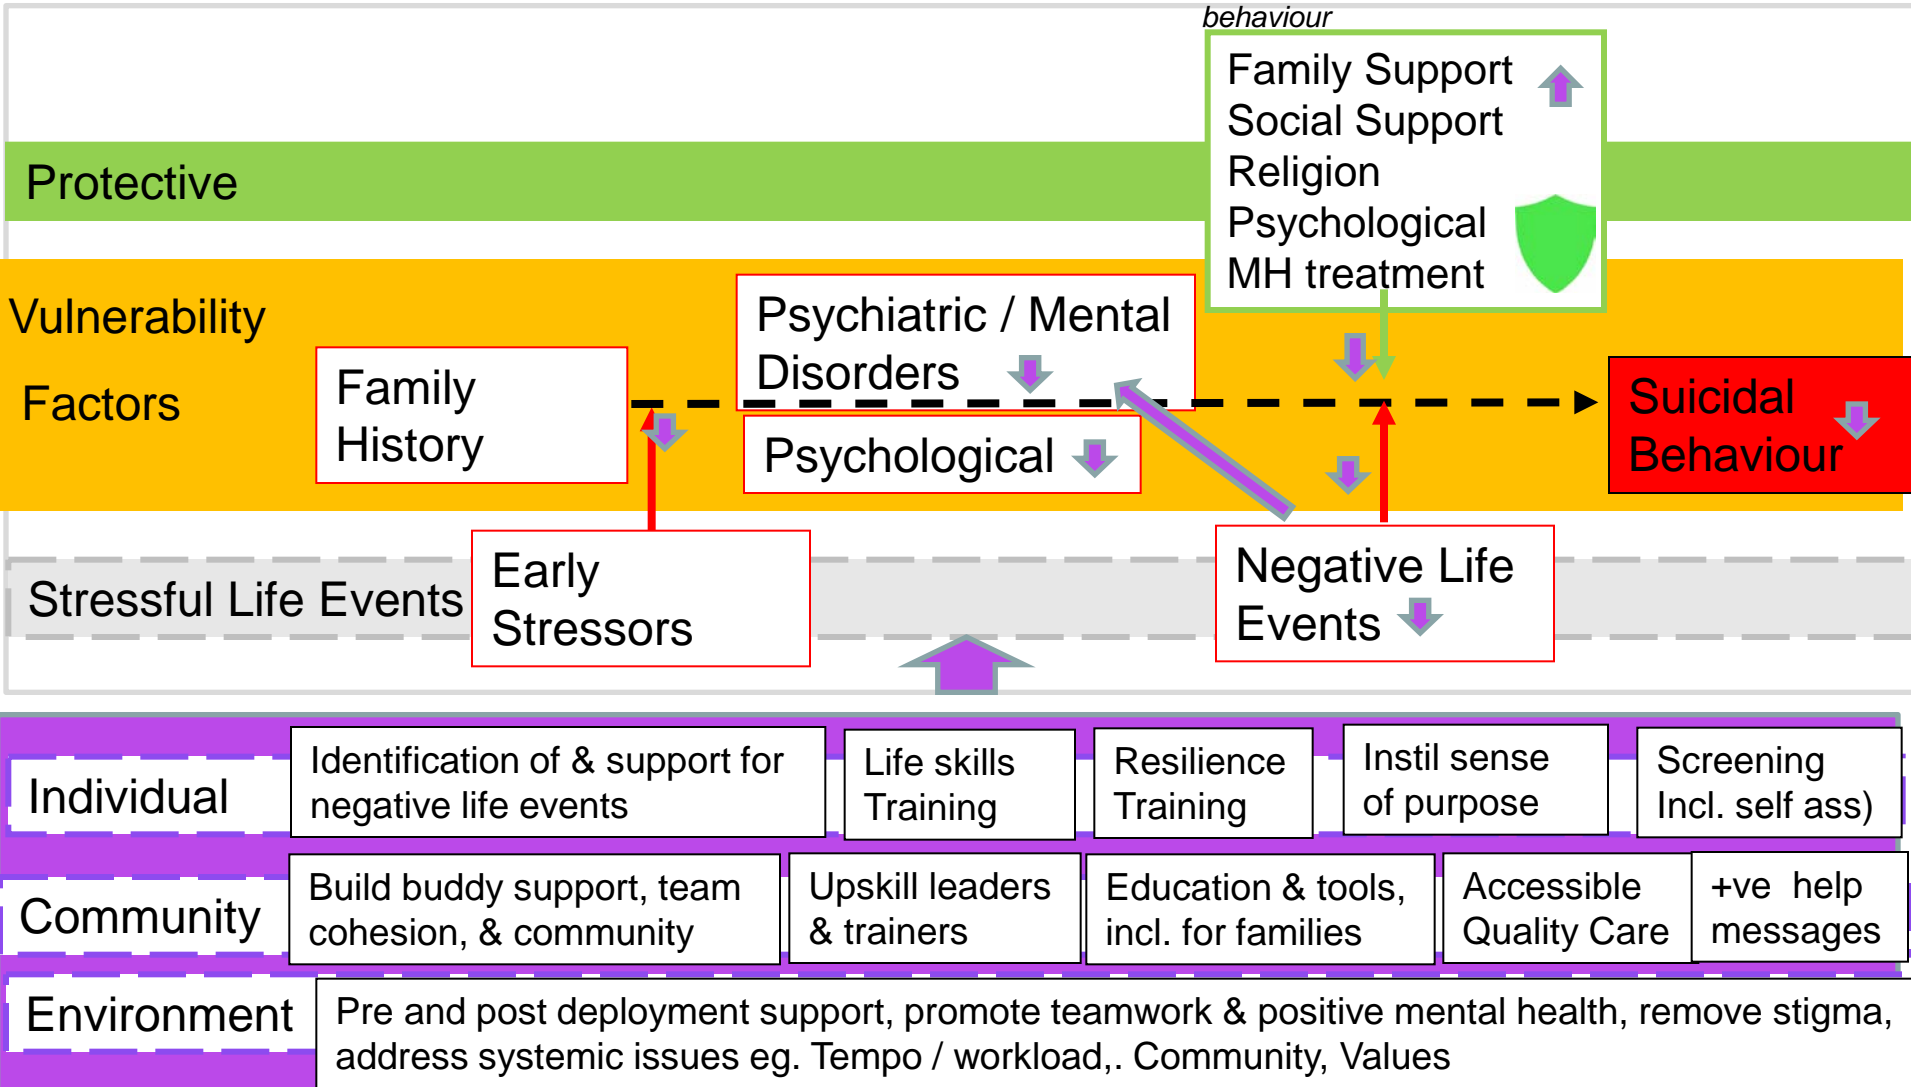 behaviour
Family Support
Social Support
Religion
Psychological
MH treatment
Protective
Vulnerability
Factors
Family
History
Psychiatric / Mental
Disorders
Psychological
Suicidal
Behaviour
Stressful Life Events
Early
Stressors
Negative Life
Events
Individual
Identification of & support for
negative life events
Life skills
Training
Resilience
Training
Instil sense
of purpose
Screening
Incl. self ass)
Community
Build buddy support, team
cohesion, & community
Upskill leaders
& trainers
Education & tools,
incl. for families
Accessible
Quality Care
+ve help
messages
Environment
Pre and post deployment support, promote teamwork & positive mental health, remove stigma,
address systemic issues eg. Tempo / workload,. Community, Values